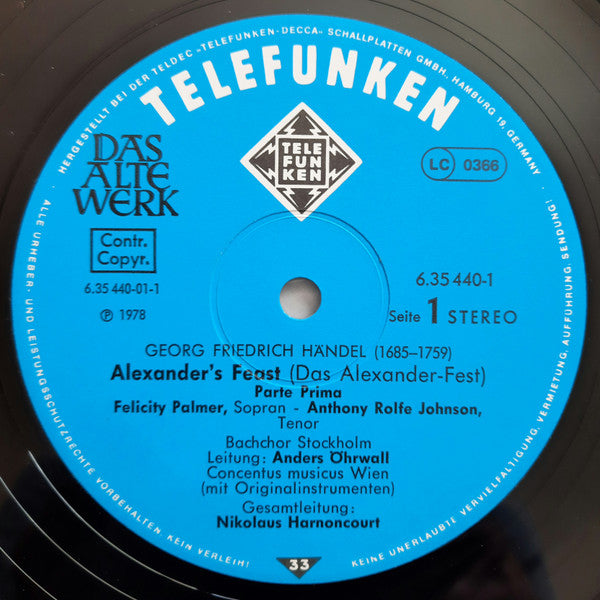 HERGESTELLT BEI DER TELDEC »TELEFUNKEN-DECCA« SCHALLPLATTEN GMBH, HAMBURG 19, GERMANY · ALLE URHEBER- UND LEISTUNGSSCHUTZRECHTE VORBEHALTEN. KEIN VERLEIH! KEINE UNERLAUBTE VERVIELFÄLTIGUNG, VERMIETUNG, AUFFÜHRUNG, SENDUNG!
TELEFUNKEN
TELE
FUN
KEN
DAS
ALTE
WERK
LC 0366
Contr.
Copyr.
6.35 440-01-1
℗ 1978
6.35 440-1
Seite 1 STEREO
GEORG FRIEDRICH HÄNDEL (1685–1759)
Alexander's Feast (Das Alexander-Fest)
Parte Prima
Felicity Palmer, Sopran - Anthony Rolfe Johnson,
Tenor
Bachchor Stockholm
Leitung: Anders Öhrwall
Concentus musicus Wien
(mit Originalinstrumenten)
Gesamtleitung:
Nikolaus Harnoncourt
33